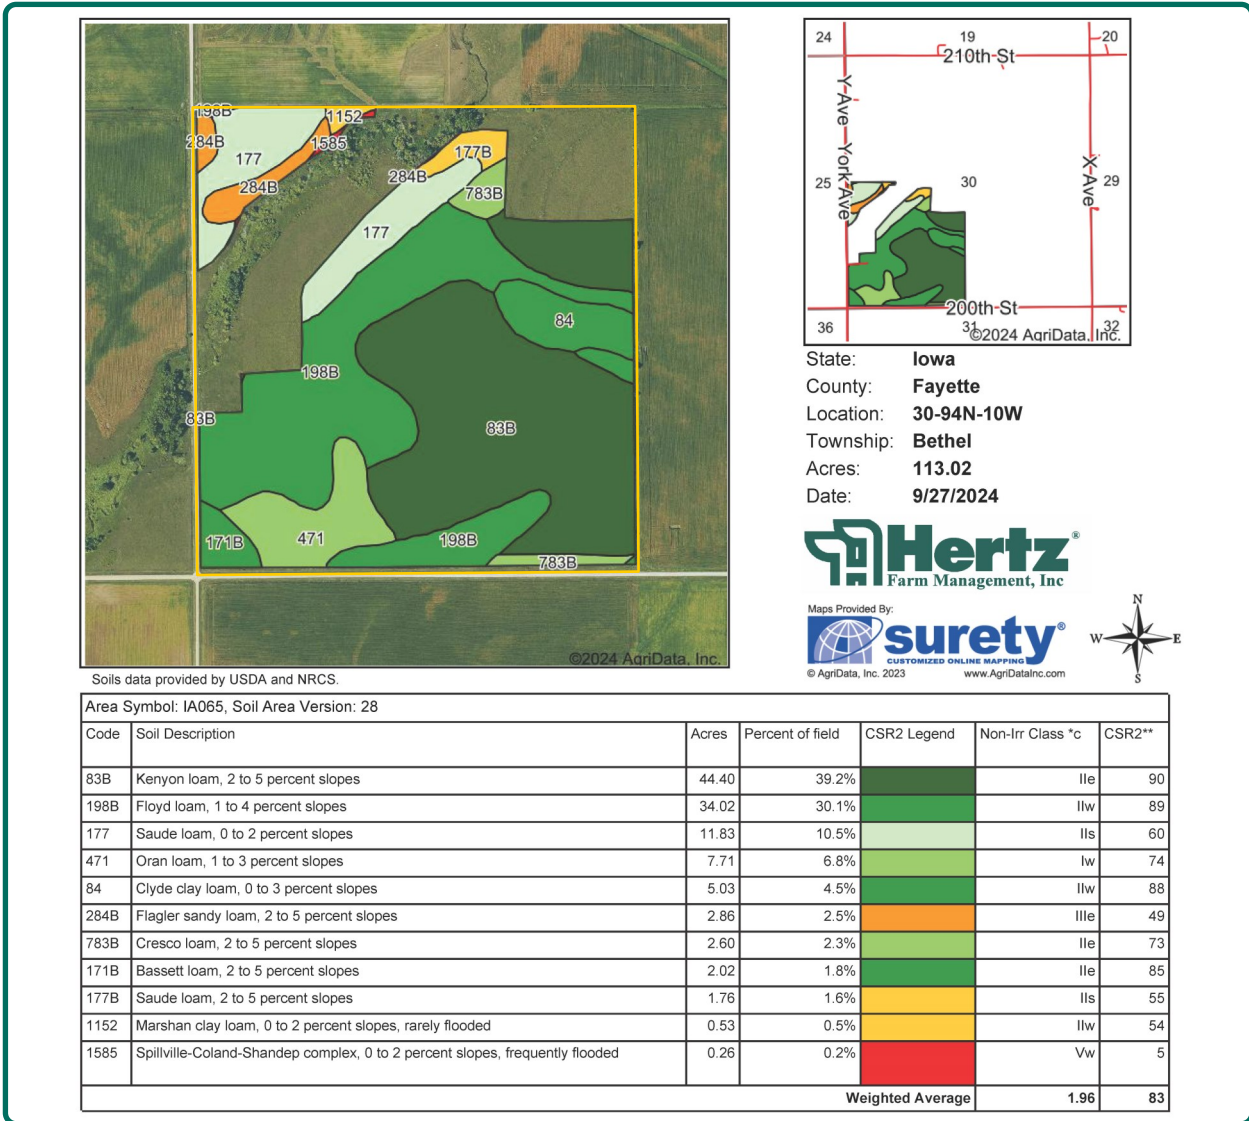 198B
1152
284B
1585
177
177B
284B
284B
783B
177
84
198B
83B
83B
171B
471
198B
783B
©2024 AgriData, Inc.
Soils data provided by USDA and NRCS.
24
19
20
210th St
Y Ave
York Ave
X Ave
25
30
29
200th St
36
31
32
©2024 AgriData, Inc.
State: Iowa
County: Fayette
Location: 30-94N-10W
Township: Bethel
Acres: 113.02
Date: 9/27/2024
Hertz®
Farm Management, Inc
Maps Provided By:
surety®
CUSTOMIZED ONLINE MAPPING
© AgriData, Inc. 2023 www.AgriDataInc.com
N
W E
S
Area Symbol: IA065, Soil Area Version: 28
Code Soil Description Acres Percent of field CSR2 Legend Non-Irr Class *c CSR2**
83B Kenyon loam, 2 to 5 percent slopes 44.40 39.2% IIe 90
198B Floyd loam, 1 to 4 percent slopes 34.02 30.1% IIw 89
177 Saude loam, 0 to 2 percent slopes 11.83 10.5% IIs 60
471 Oran loam, 1 to 3 percent slopes 7.71 6.8% Iw 74
84 Clyde clay loam, 0 to 3 percent slopes 5.03 4.5% IIw 88
284B Flagler sandy loam, 2 to 5 percent slopes 2.86 2.5% IIIe 49
783B Cresco loam, 2 to 5 percent slopes 2.60 2.3% IIe 73
171B Bassett loam, 2 to 5 percent slopes 2.02 1.8% IIe 85
177B Saude loam, 2 to 5 percent slopes 1.76 1.6% IIs 55
1152 Marshan clay loam, 0 to 2 percent slopes, rarely flooded 0.53 0.5% IIw 54
1585 Spillville-Coland-Shandep complex, 0 to 2 percent slopes, frequently flooded 0.26 0.2% Vw 5
Weighted Average 1.96 83